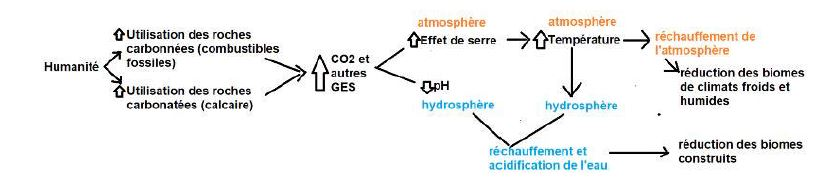 Humanité
Utilisation des roches
carbonnées (combustibles
fossiles)
Utilisation des roches
carbonatées (calcaire)
CO2 et
autres
GES
atmosphère
Effet de serre
pH
hydrosphère
atmosphère
Température
hydrosphère
réchauffement de
l'atmosphère
réduction des biomes
de climats froids et
humides
réchauffement et
acidification de l'eau
réduction des biomes
construits